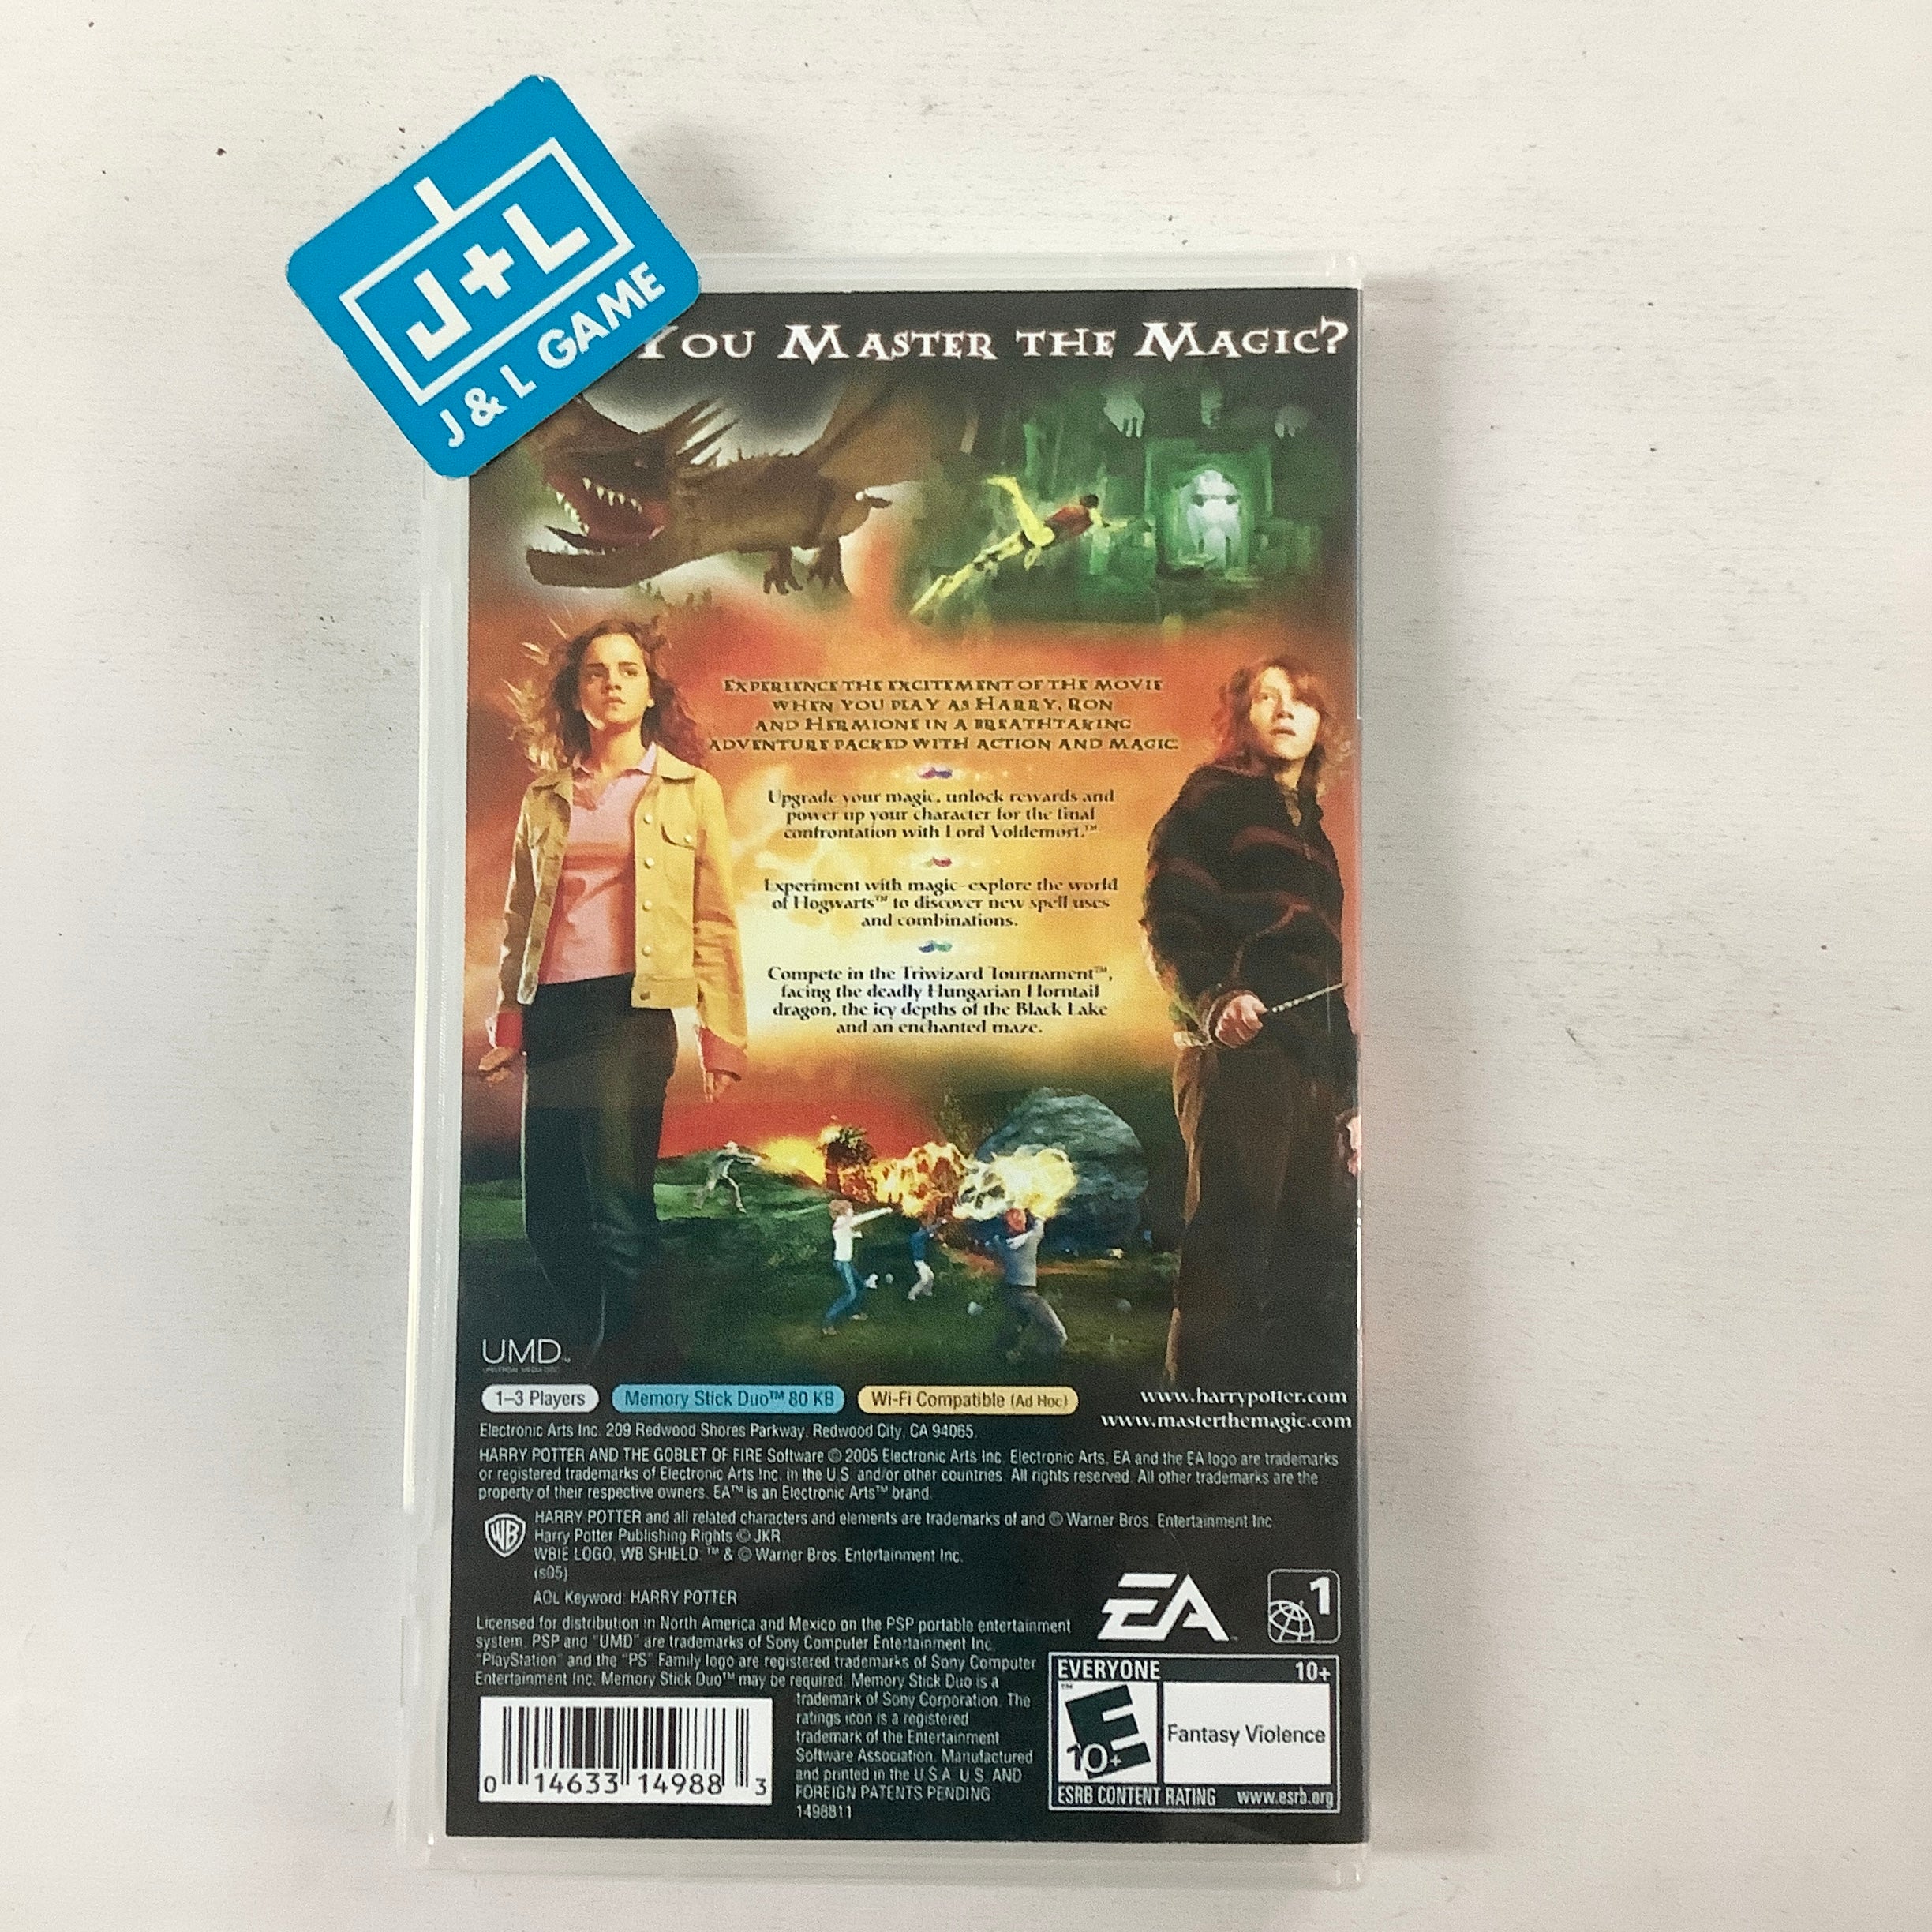 J+L
J & L GAME
YOU MASTER THE MAGIC?
EXPERIENCE THE EXCITEMENT OF THE MOVIE
WHEN YOU PLAY AS HARRY, RON
AND HERMIONE IN A BREATHTAKING
ADVENTURE PACKED WITH ACTION AND MAGIC.
Upgrade your magic, unlock rewards and
power up your character for the final
confrontation with Lord Voldemort.™
Experiment with magic-explore the world
of Hogwarts™ to discover new spell uses
and combinations.
Compete in the Triwizard Tournament™,
facing the deadly Hungarian Horntail
dragon, the icy depths of the Black Lake
and an enchanted maze.
UMD™
UNIVERSAL MEDIA DISC
1-3 Players
Memory Stick Duo™ 80 KB
Wi-Fi Compatible (Ad Hoc)
www.harrypotter.com
www.masterthemagic.com
Electronic Arts Inc. 209 Redwood Shores Parkway, Redwood City, CA 94065.
HARRY POTTER AND THE GOBLET OF FIRE Software © 2005 Electronic Arts Inc. Electronic Arts, EA and the EA logo are trademarks
or registered trademarks of Electronic Arts Inc. in the U.S. and/or other countries. All rights reserved. All other trademarks are the
property of their respective owners. EA™ is an Electronic Arts™ brand.
WB
HARRY POTTER and all related characters and elements are trademarks of and © Warner Bros. Entertainment Inc.
Harry Potter Publishing Rights © JKR.
WBIE LOGO, WB SHIELD: ™ & © Warner Bros. Entertainment Inc.
(s05)
AOL Keyword: HARRY POTTER
EA™
1
Licensed for distribution in North America and Mexico on the PSP portable entertainment
system. PSP and "UMD" are trademarks of Sony Computer Entertainment Inc.
"PlayStation" and the "PS" Family logo are registered trademarks of Sony Computer
Entertainment Inc. Memory Stick Duo™ may be required. Memory Stick Duo is a
trademark of Sony Corporation. The
ratings icon is a registered
trademark of the Entertainment
Software Association. Manufactured
and printed in the U.S.A. U.S. AND
FOREIGN PATENTS PENDING
1498811
0 14633 14988 3
EVERYONE 10+
™
E
10+
Fantasy Violence
ESRB CONTENT RATING www.esrb.org